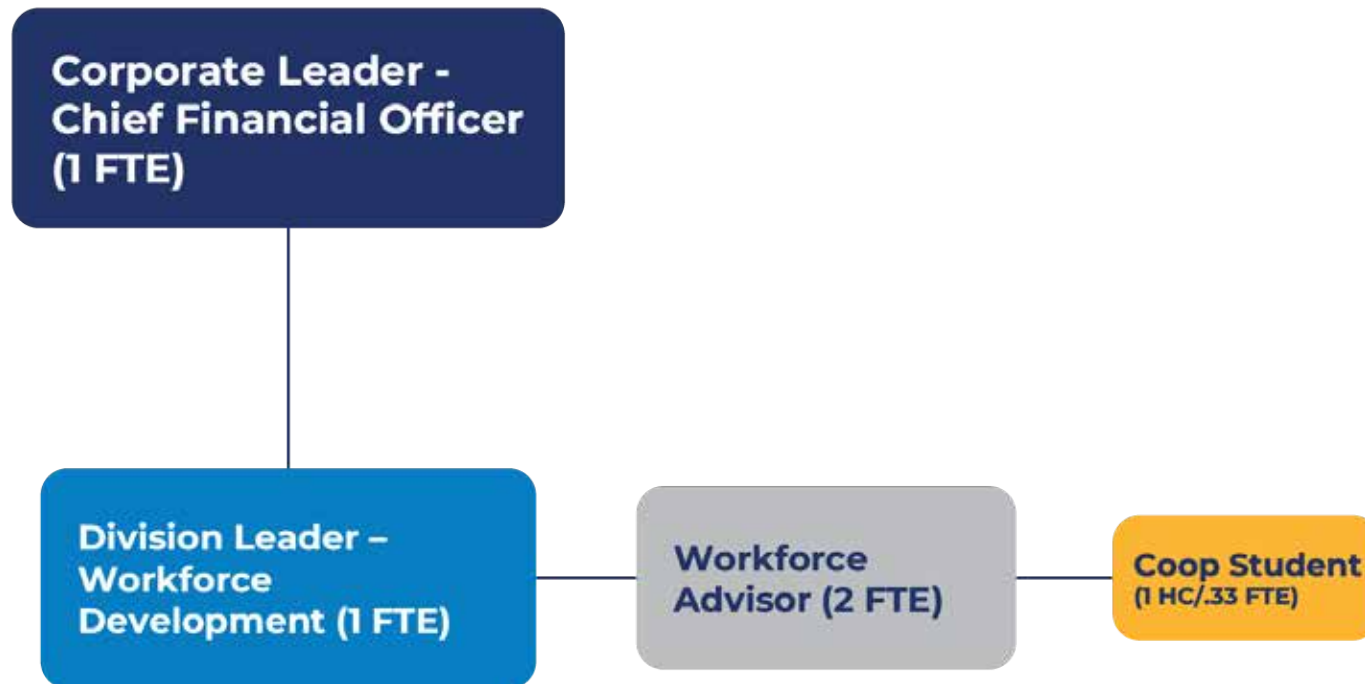 Corporate Leader -
Chief Financial Officer
(1 FTE)
Division Leader –
Workforce
Development (1 FTE)
Workforce
Advisor (2 FTE)
Coop Student
(1 HC/.33 FTE)